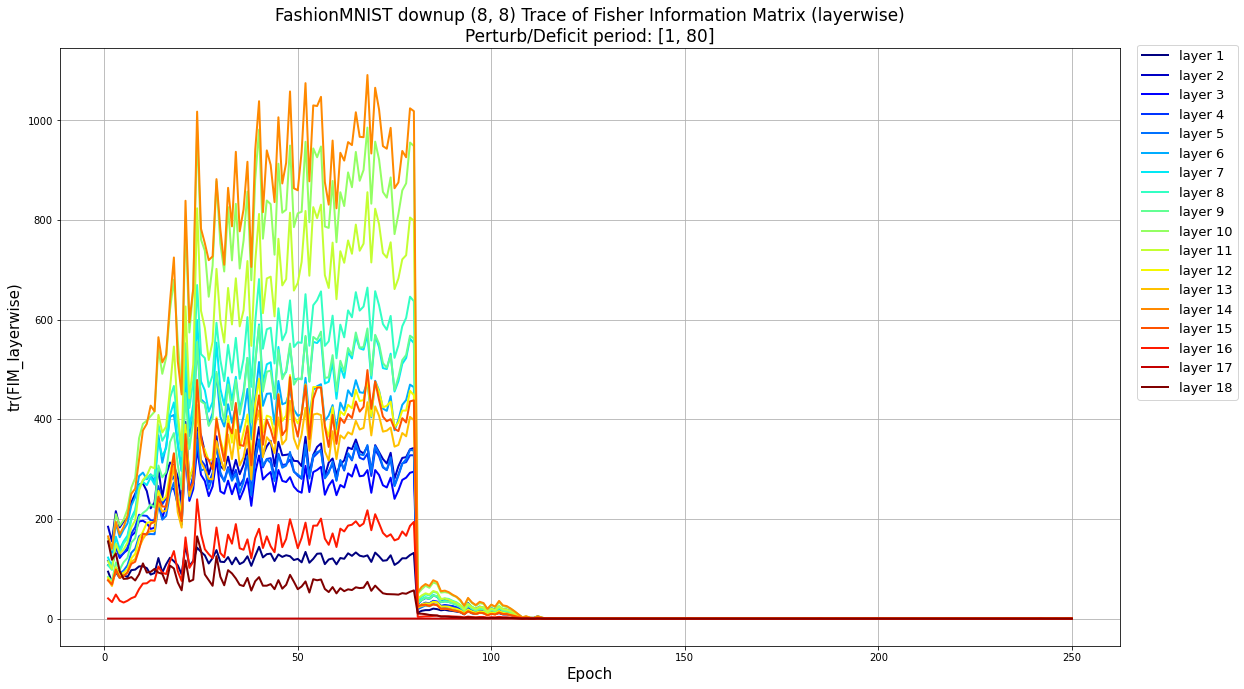 FashionMNIST downup (8, 8) Trace of Fisher Information Matrix (layerwise)
Perturb/Deficit period: [1, 80]
tr(FIM_layerwise)
1000
800
600
400
200
0
0
50
100
150
200
250
Epoch
layer 1
layer 2
layer 3
layer 4
layer 5
layer 6
layer 7
layer 8
layer 9
layer 10
layer 11
layer 12
layer 13
layer 14
layer 15
layer 16
layer 17
layer 18